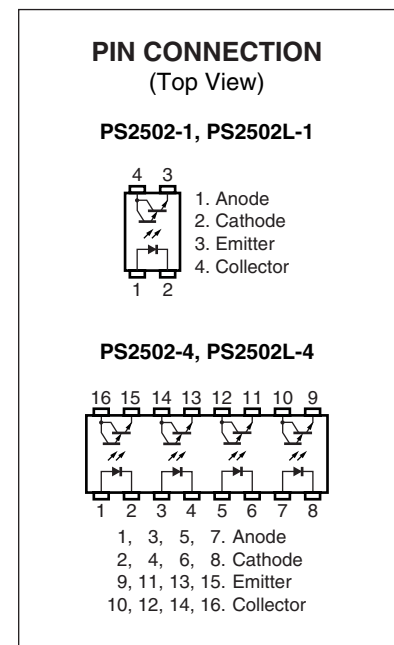 PIN CONNECTION
(Top View)
PS2502-1, PS2502L-1
4 3
1. Anode
2. Cathode
3. Emitter
4. Collector
1 2
PS2502-4, PS2502L-4
16 15 14 13 12 11 10 9
1 2 3 4 5 6 7 8
1, 3, 5, 7. Anode
2, 4, 6, 8. Cathode
9, 11, 13, 15. Emitter
10, 12, 14, 16. Collector